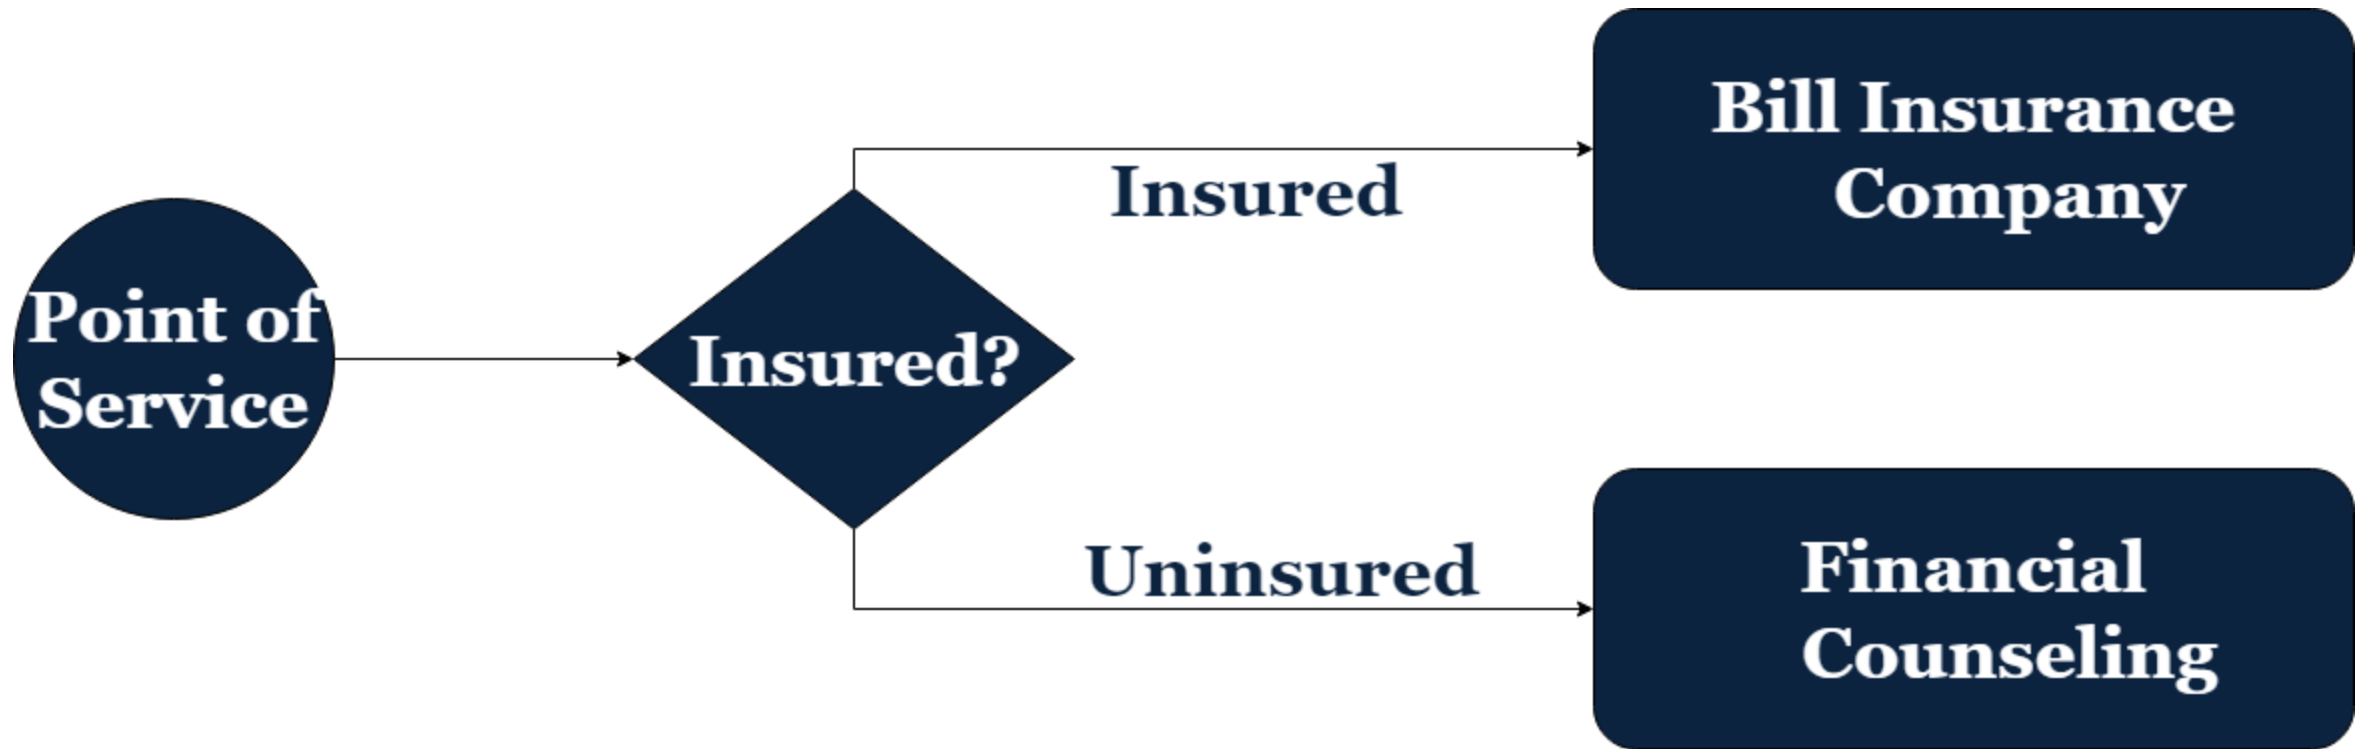 Point of
Service
Insured?
Insured
Bill Insurance
Company
Uninsured
Financial
Counseling